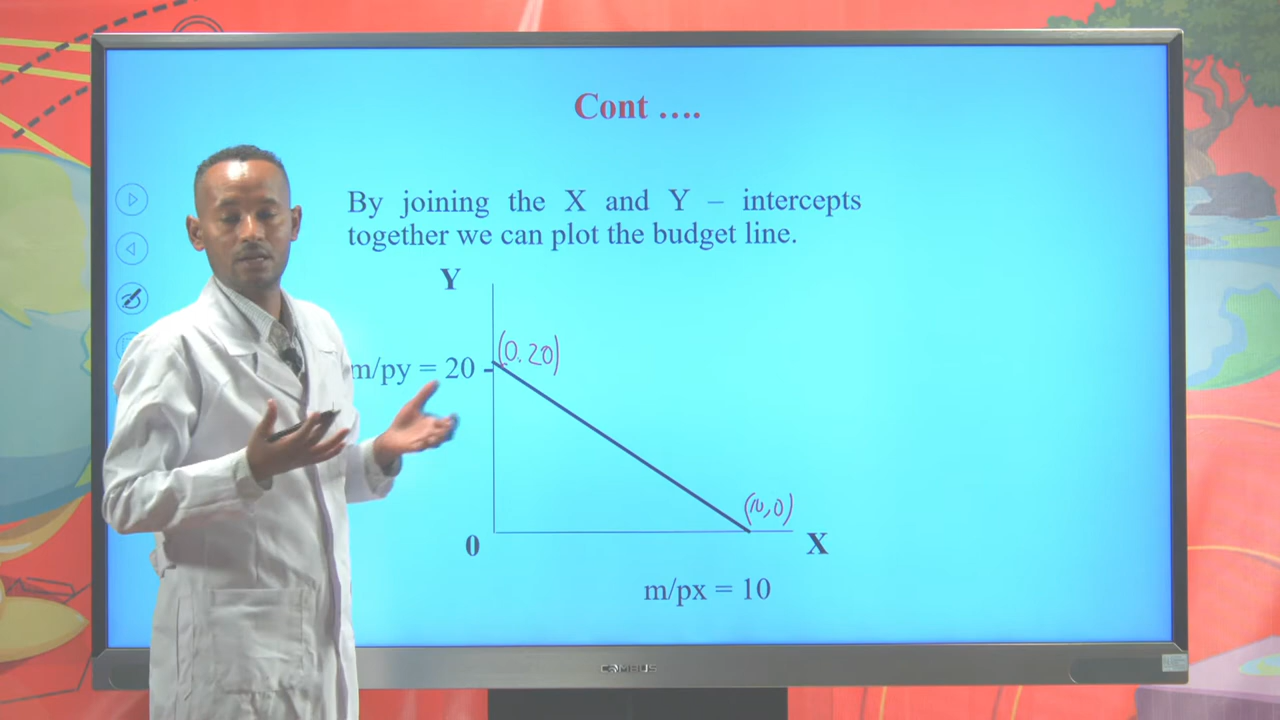 Cont ....
By joining the X and Y – intercepts
together we can plot the budget line.
Y
(0.20)
m/py = 20
(10,0)
0
X
m/px = 10
CAMBUS